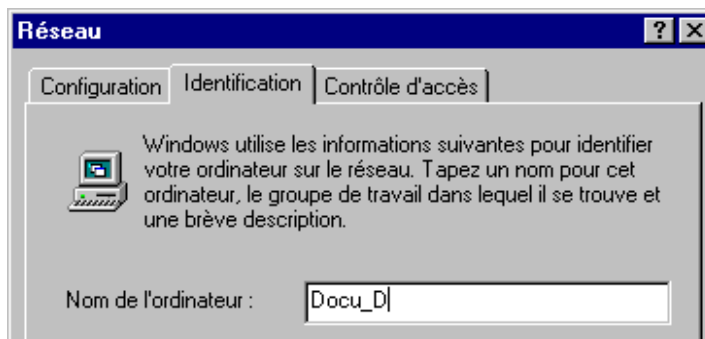 Réseau
Configuration Identification Contrôle d'accès
Windows utilise les informations suivantes pour identifier
votre ordinateur sur le réseau. Tapez un nom pour cet
ordinateur, le groupe de travail dans lequel il se trouve et
une brève description.
Nom de l'ordinateur : Docu_D